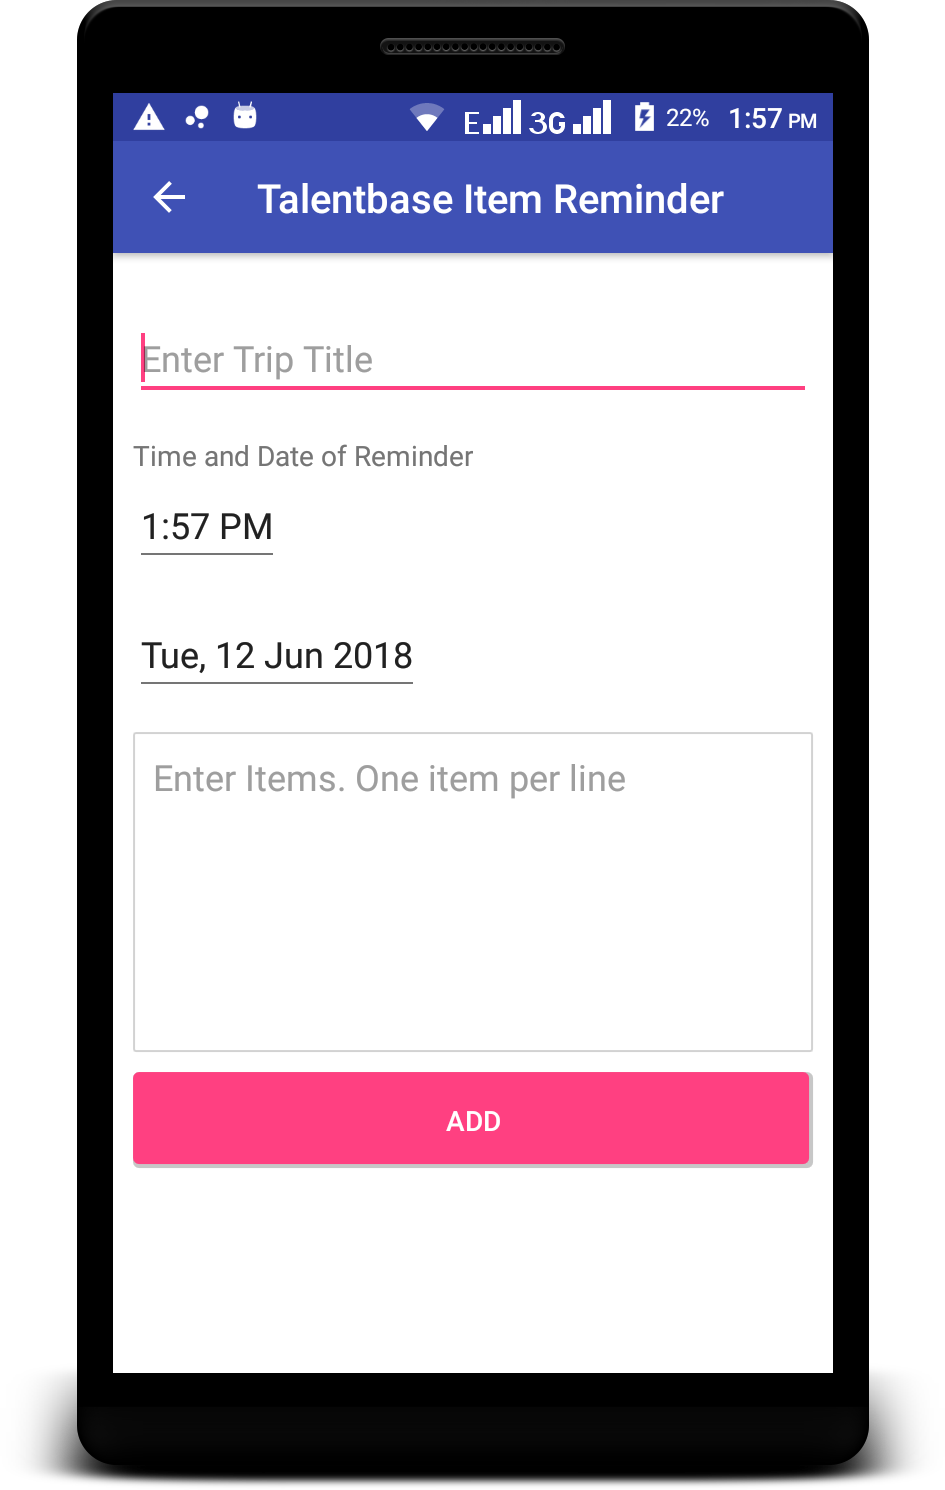 E 3G 22% 1:57 PM
Talentbase Item Reminder
Enter Trip Title
Time and Date of Reminder
1:57 PM
Tue, 12 Jun 2018
Enter Items. One item per line
ADD